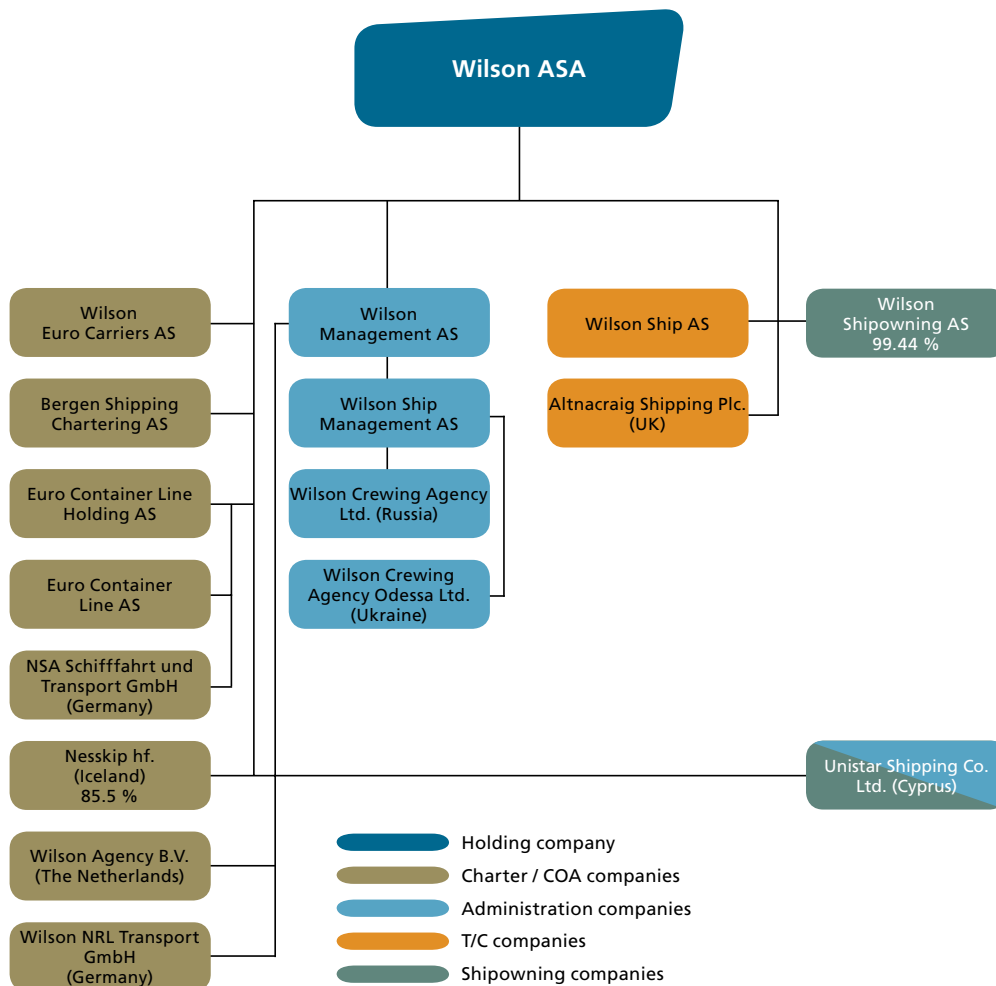 Wilson ASA
Wilson
Euro Carriers AS
Bergen Shipping
Chartering AS
Euro Container Line
Holding AS
Euro Container
Line AS
NSA Schifffahrt und
Transport GmbH
(Germany)
Nesskip hf.
(Iceland)
85.5 %
Wilson Agency B.V.
(The Netherlands)
Wilson NRL Transport
GmbH
(Germany)
Wilson
Management AS
Wilson Ship
Management AS
Wilson Crewing Agency
Ltd. (Russia)
Wilson Crewing
Agency Odessa Ltd.
(Ukraine)
Wilson Ship AS
Altnacraig Shipping Plc.
(UK)
Wilson
Shipowning AS
99.44 %
Unistar Shipping Co.
Ltd. (Cyprus)
Holding company
Charter / COA companies
Administration companies
T/C companies
Shipowning companies